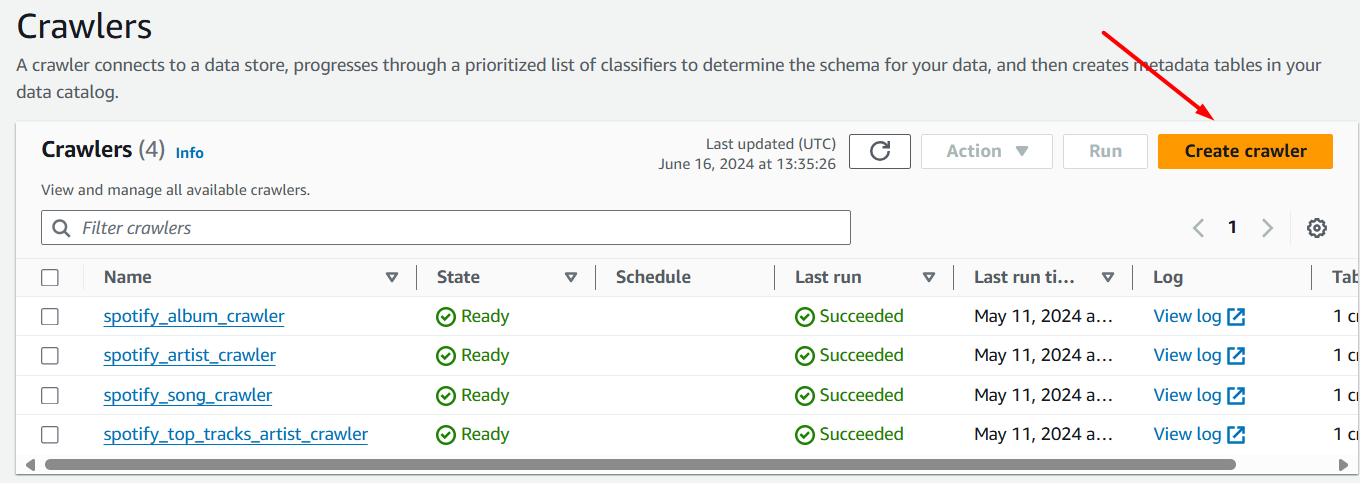 Crawlers
A crawler connects to a data store, progresses through a prioritized list of classifiers to determine the schema for your data, and then creates metadata tables in your
data catalog.
Crawlers (4) Info
Last updated (UTC)
June 16, 2024 at 13:35:26
Action
Run
Create crawler
View and manage all available crawlers.
Filter crawlers
1
Name State Schedule Last run Last run ti... Log Tab
spotify_album_crawler Ready Succeeded May 11, 2024 a... View log 1 c
spotify_artist_crawler Ready Succeeded May 11, 2024 a... View log 1 c
spotify_song_crawler Ready Succeeded May 11, 2024 a... View log 1 c
spotify_top_tracks_artist_crawler Ready Succeeded May 11, 2024 a... View log 1 c